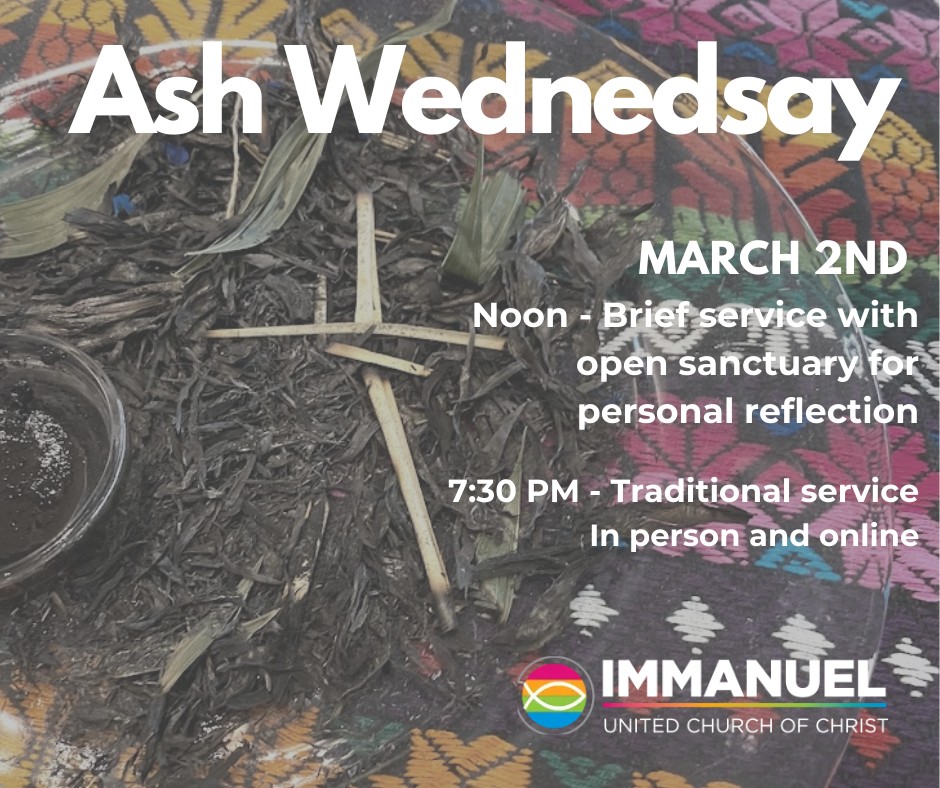 Ash Wednedsay
MARCH 2ND
Noon - Brief service with
open sanctuary for
personal reflection
7:30 PM - Traditional service
In person and online
IMMANUEL
UNITED CHURCH OF CHRIST